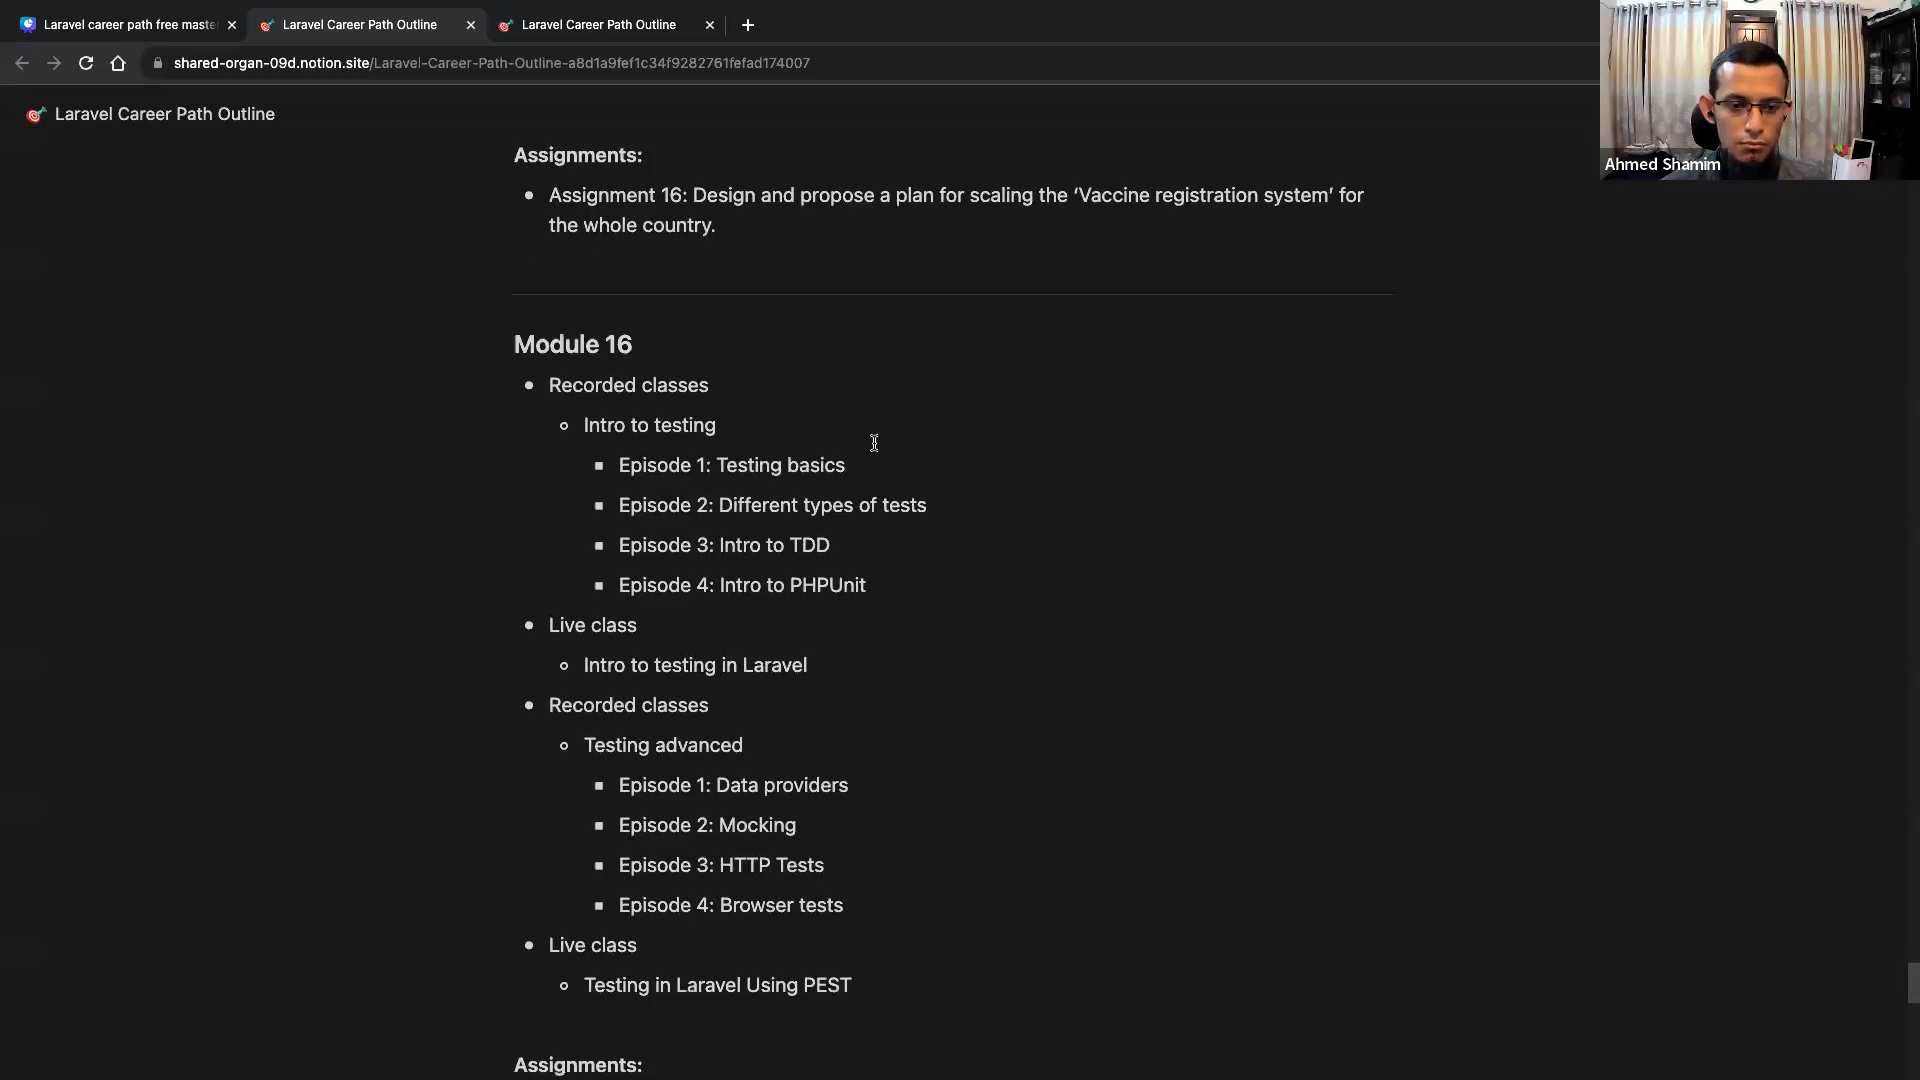 Laravel career path free maste
Laravel Career Path Outline
Laravel Career Path Outline
shared-organ-09d.notion.site/Laravel-Career-Path-Outline-a8d1a9fef1c34f9282761fefad174007
Laravel Career Path Outline
Ahmed Shamim
Assignments:
• Assignment 16: Design and propose a plan for scaling the ‘Vaccine registration system’ for
the whole country.
Module 16
• Recorded classes
◦ Intro to testing
▪ Episode 1: Testing basics
▪ Episode 2: Different types of tests
▪ Episode 3: Intro to TDD
▪ Episode 4: Intro to PHPUnit
• Live class
◦ Intro to testing in Laravel
• Recorded classes
◦ Testing advanced
▪ Episode 1: Data providers
▪ Episode 2: Mocking
▪ Episode 3: HTTP Tests
▪ Episode 4: Browser tests
• Live class
◦ Testing in Laravel Using PEST
Assignments: